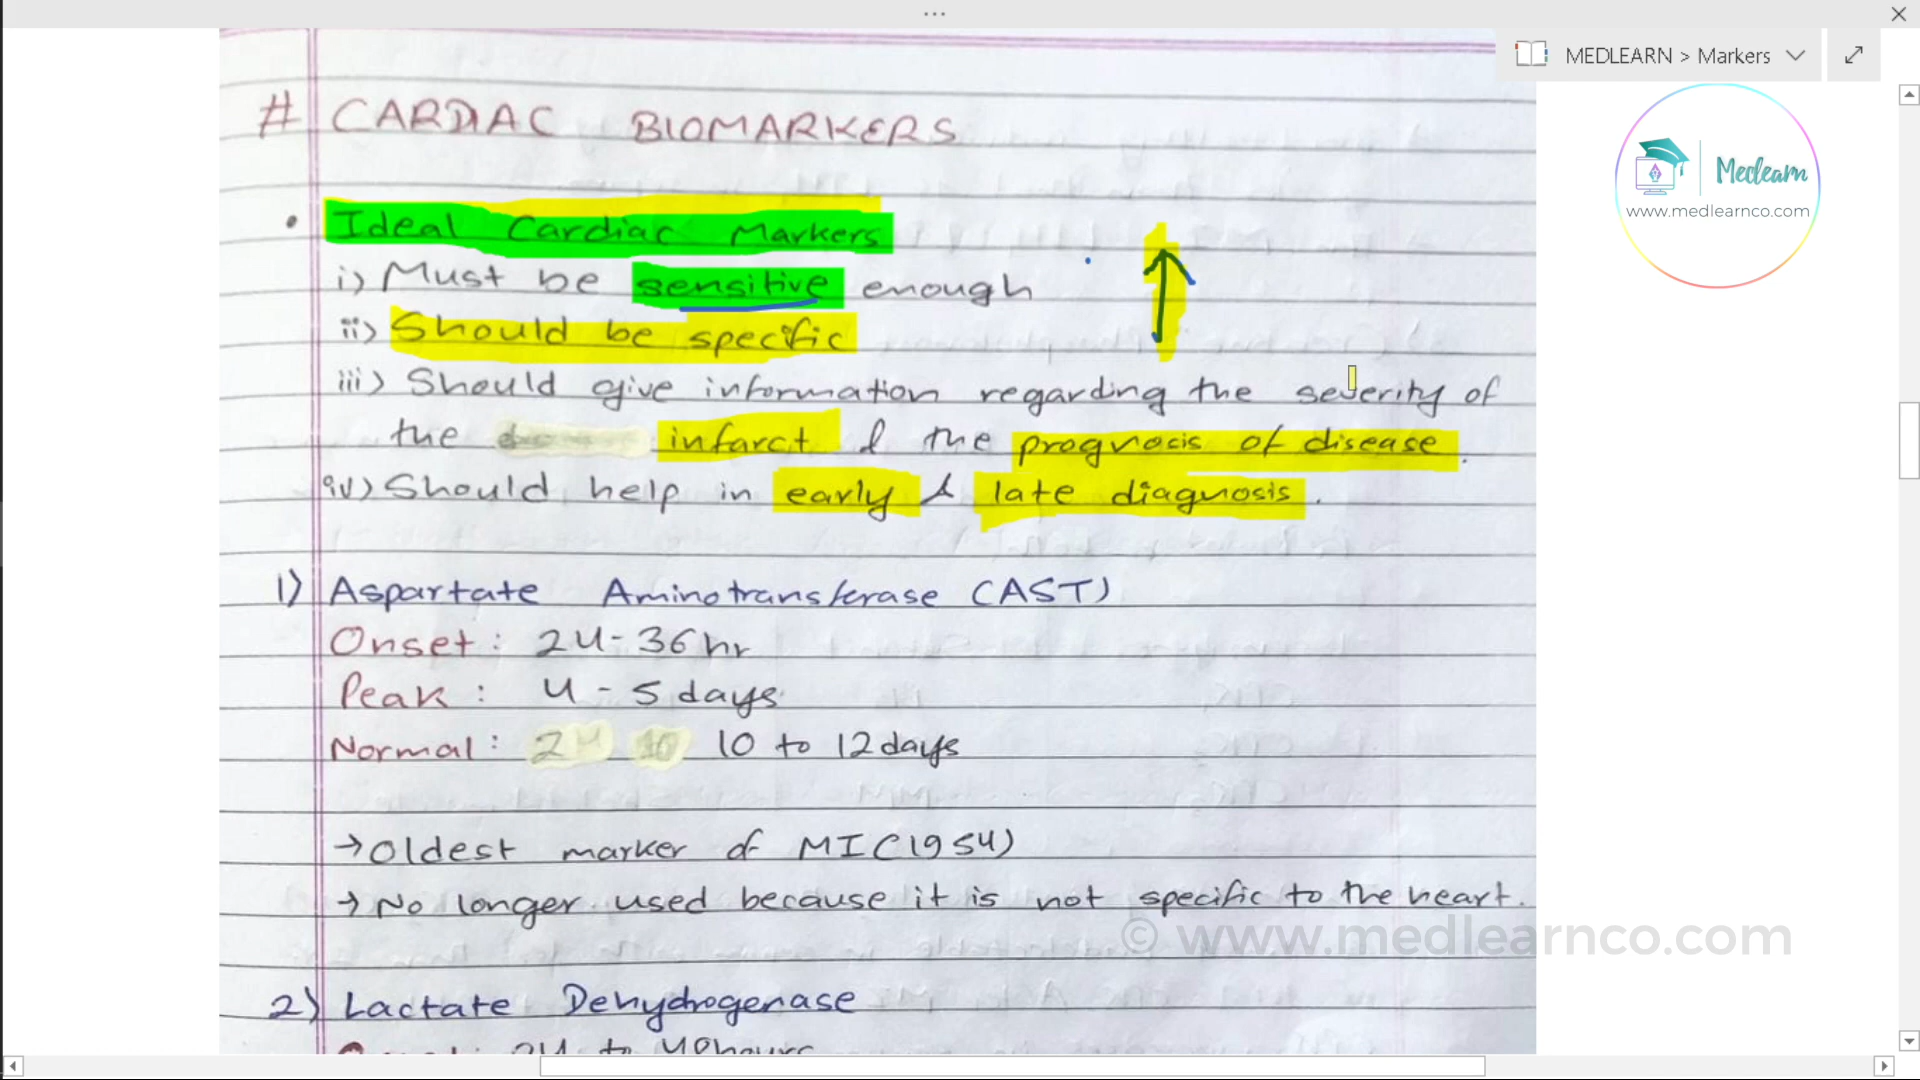 MEDLEARN > Markers
Medlearn
www.medlearnco.com
# CARDIAC BIOMARKERS
• Ideal Cardiac Markers
i) Must be sensitive enough
ii) Should be specific
iii) Should give information regarding the severity of
the infarct & the prognosis of disease.
iv) Should help in early & late diagnosis.
1) Aspartate Aminotransferase (AST)
Onset: 24-36 hr
Peak: 4-5 days
Normal: 10 to 12 days
→ Oldest marker of MI (1954)
→ No longer used because it is not specific to the heart.
© www.medlearnco.com
2) Lactate Dehydrogenase